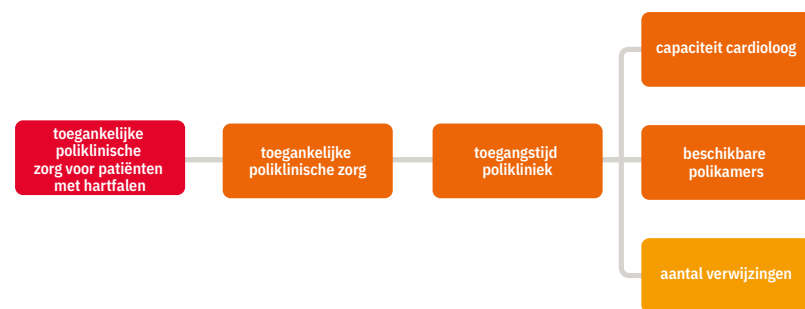 toegankelijke
poliklinische
zorg voor patiënten
met hartfalen
toegankelijke
poliklinische zorg
toegangstijd
polikliniek
capaciteit cardioloog
beschikbare
polikamers
aantal verwijzingen